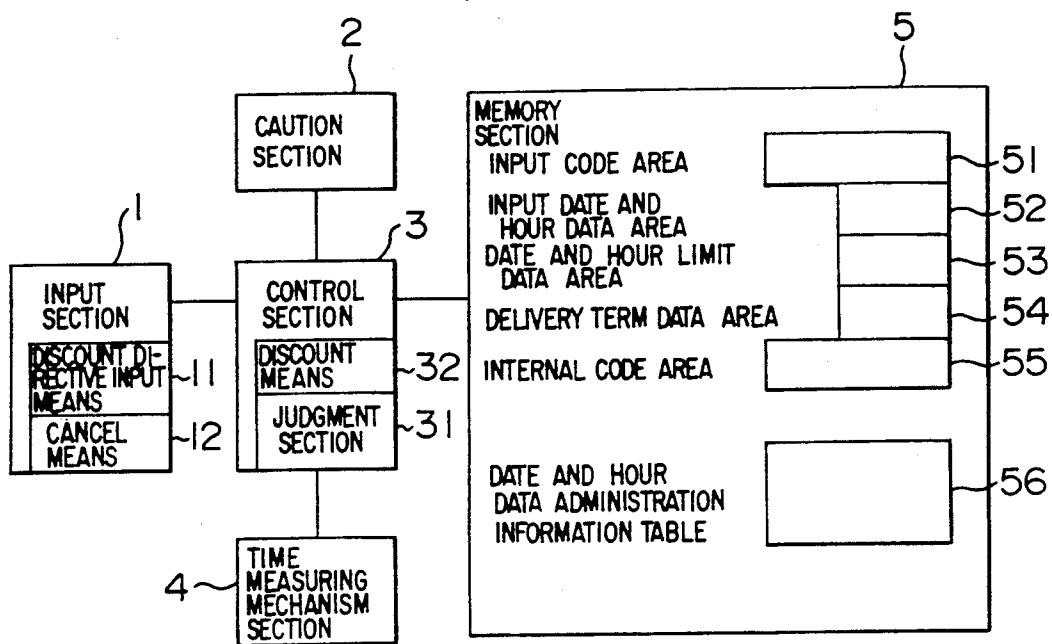 2
CAUTION
SECTION
1
INPUT
SECTION
DISCOUNT DI-
RECTIVE INPUT
MEANS
11
CANCEL
MEANS
12
3
CONTROL
SECTION
DISCOUNT
MEANS
32
JUDGMENT
SECTION
31
4
TIME
MEASURING
MECHANISM
SECTION
5
MEMORY
SECTION
INPUT CODE AREA
51
INPUT DATE AND
HOUR DATA AREA
52
DATE AND HOUR LIMIT
DATA AREA
53
DELIVERY TERM DATA AREA
54
INTERNAL CODE AREA
55
DATE AND HOUR
DATA ADMINISTRATION
INFORMATION TABLE
56